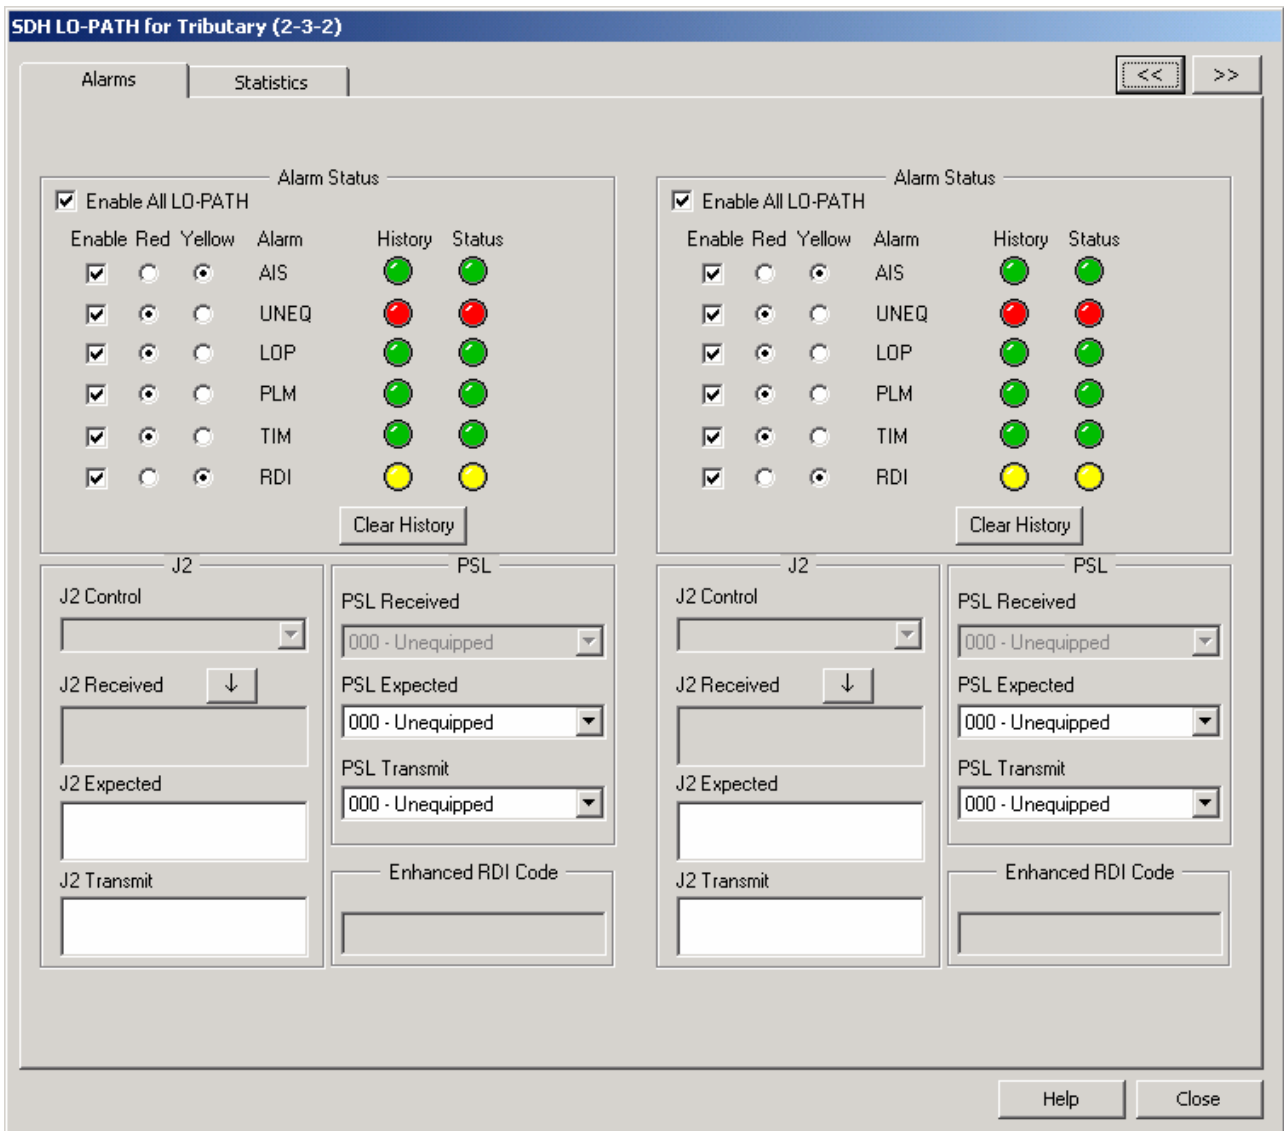 SDH LO-PATH for Tributary (2-3-2)
Alarms Statistics << >>
Alarm Status
Enable All LO-PATH
Enable Red Yellow Alarm History Status
AIS
UNEQ
LOP
PLM
TIM
RDI
Clear History
J2
J2 Control
J2 Received ↓
J2 Expected
J2 Transmit
PSL
PSL Received
000 - Unequipped
PSL Expected
000 - Unequipped
PSL Transmit
000 - Unequipped
Enhanced RDI Code
Alarm Status
Enable All LO-PATH
Enable Red Yellow Alarm History Status
AIS
UNEQ
LOP
PLM
TIM
RDI
Clear History
J2
J2 Control
J2 Received ↓
J2 Expected
J2 Transmit
PSL
PSL Received
000 - Unequipped
PSL Expected
000 - Unequipped
PSL Transmit
000 - Unequipped
Enhanced RDI Code
Help Close